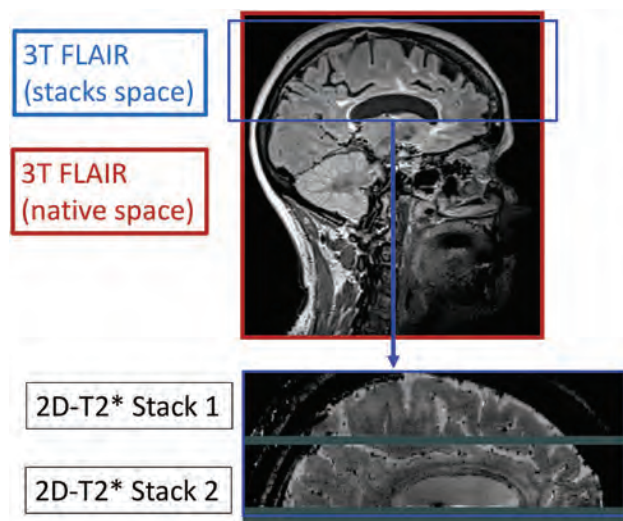 3T FLAIR
(stacks space)
3T FLAIR
(native space)
2D-T2* Stack 1
2D-T2* Stack 2